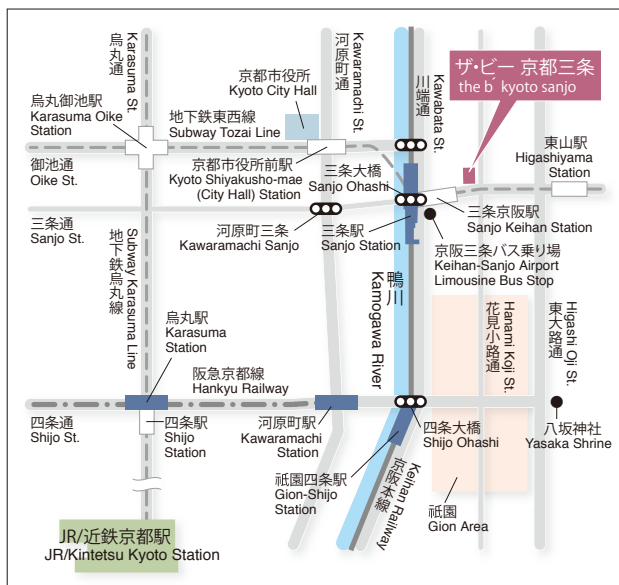 烏丸通
Karasuma St.
河原町通
Kawaramachi St.
川端通
Kawabata St.
ザ・ビー 京都三条
the b' kyoto sanjo
京都市役所
Kyoto City Hall
烏丸御池駅
Karasuma Oike
Station
地下鉄東西線
Subway Tozai Line
東山駅
Higashiyama
Station
御池通
Oike St.
京都市役所前駅
Kyoto Shiyakusho-mae
(City Hall) Station
三条大橋
Sanjo Ohashi
三条通
Sanjo St.
河原町三条
Kawaramachi Sanjo
三条駅
Sanjo Station
三条京阪駅
Sanjo Keihan Station
京阪三条バス乗り場
Keihan-Sanjo Airport
Limousine Bus Stop
Subway Karasuma Line
地下鉄烏丸線
鴨川
Kamogawa River
Hanami Koji St.
花見小路通
Higashi Oji St.
東大路通
烏丸駅
Karasuma
Station
阪急京都線
Hankyu Railway
四条通
Shijo St.
四条駅
Shijo
Station
河原町駅
Kawaramachi
Station
四条大橋
Shijo Ohashi
八坂神社
Yasaka Shrine
祇園四条駅
Gion-Shijo
Station
Keihan Railway
京阪本線
祇園
Gion Area
JR/近鉄京都駅
JR/Kintetsu Kyoto Station